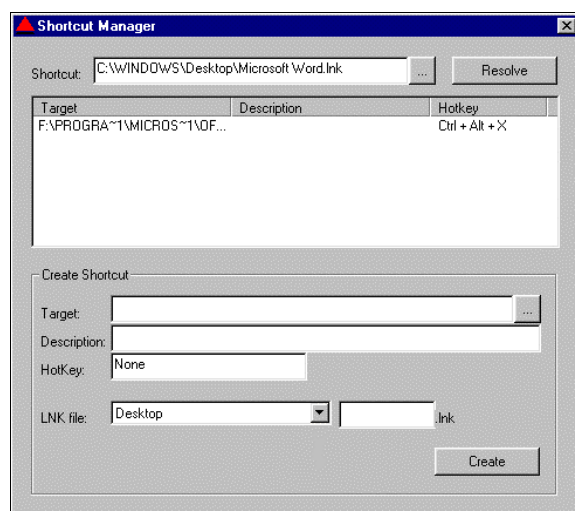 Shortcut Manager
Shortcut: C:\WINDOWS\Desktop\Microsoft Word.lnk ... Resolve
Target Description Hotkey
F:\PROGRA~1\MICROS~1\OF... Ctrl + Alt + X
Create Shortcut
Target: ...
Description:
HotKey: None
LNK file: Desktop .lnk
Create